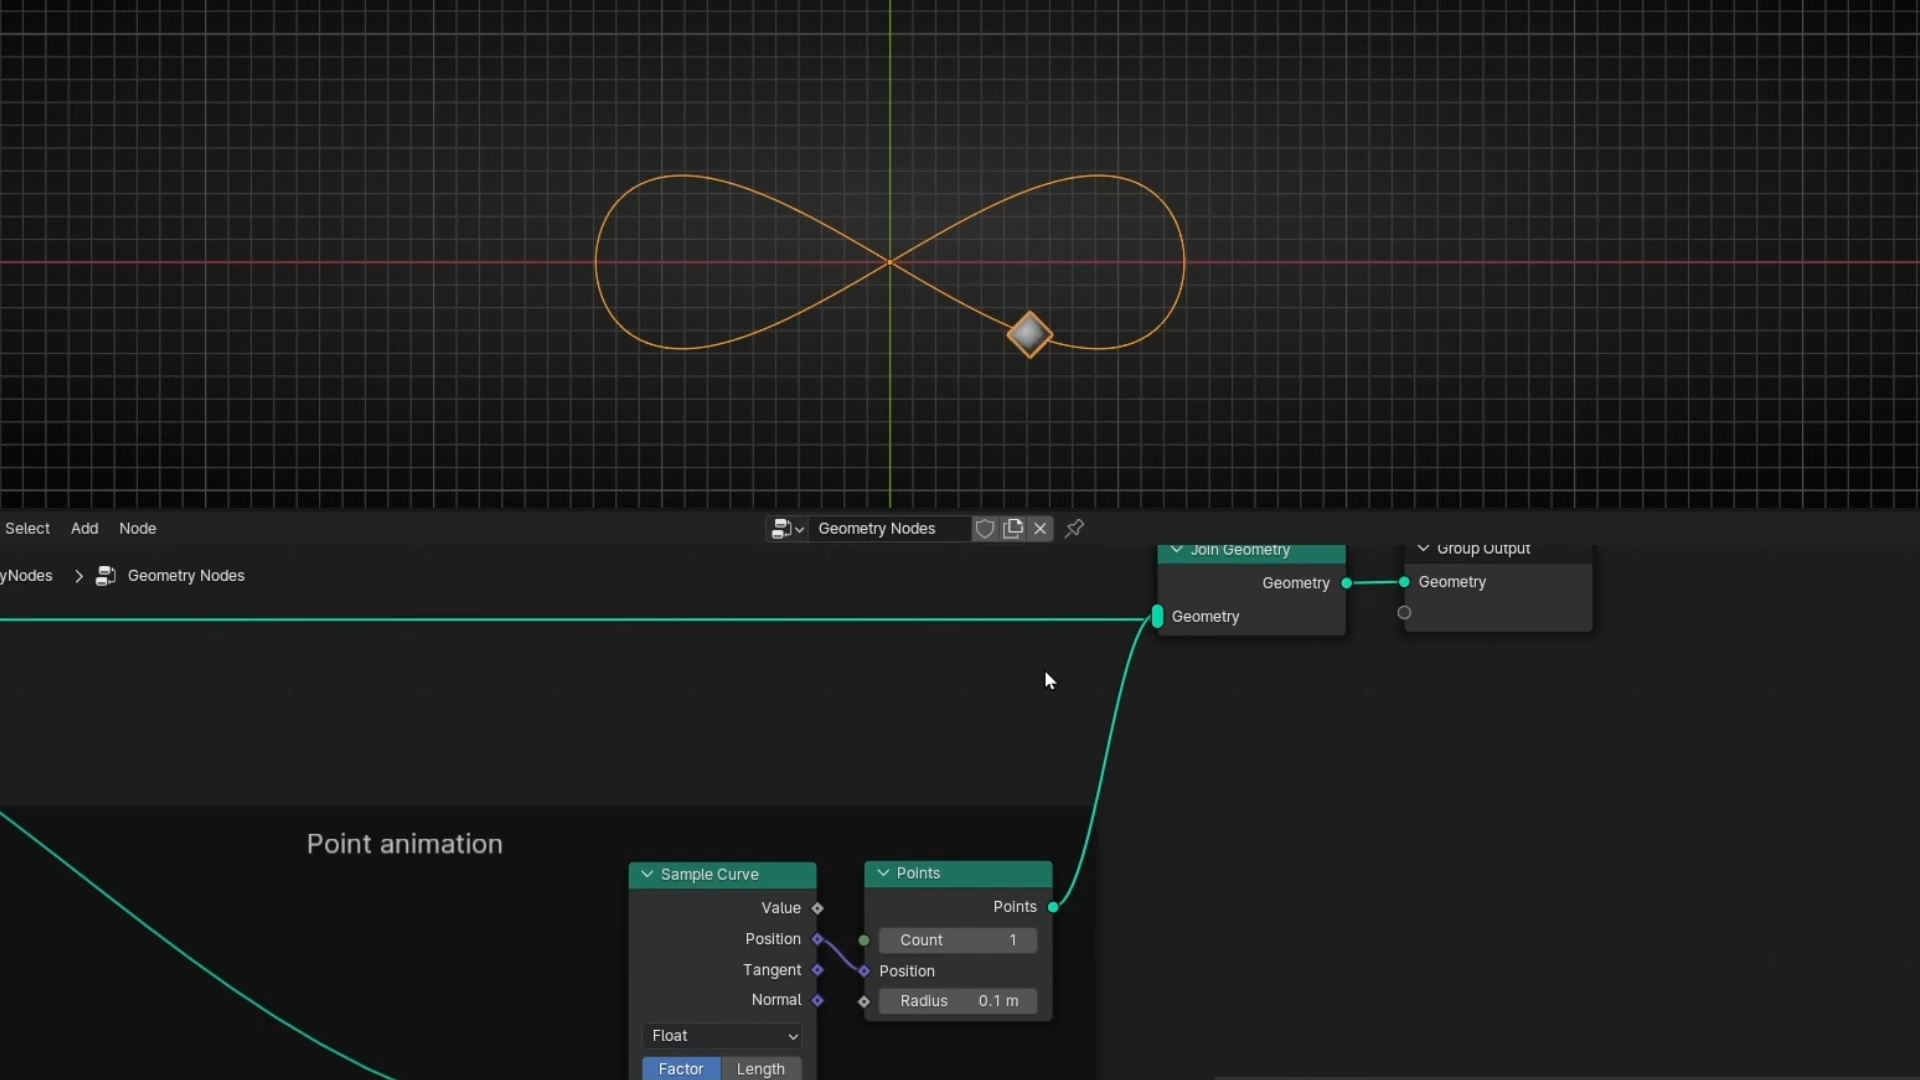 Select Add Node Geometry Nodes
Join Geometry Group Output
yNodes Geometry Nodes
Geometry Geometry
Geometry
Point animation
Sample Curve Points
Value Points
Position Count 1
Tangent Position
Normal Radius 0.1 m
Float
Factor Length